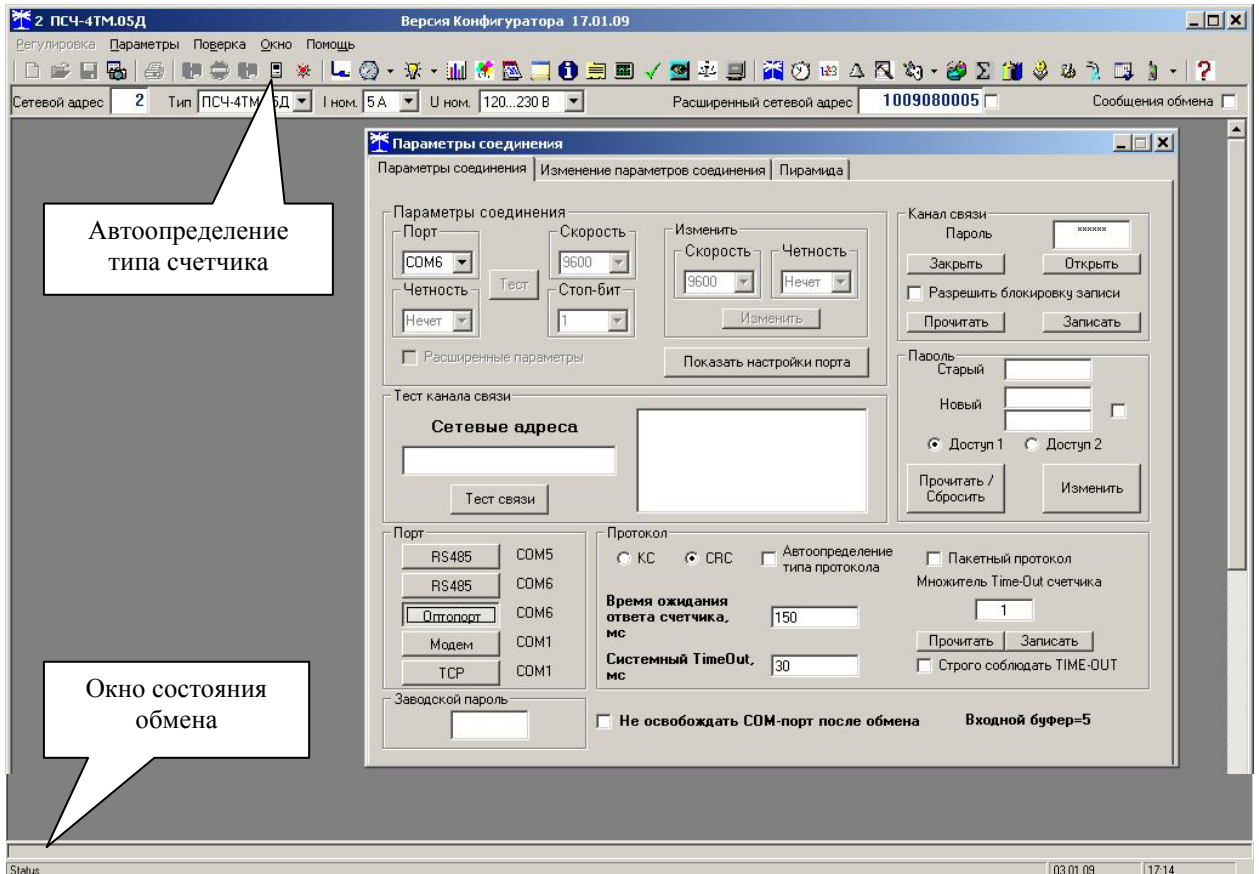 2 ПСЧ-4ТМ.05Д Версия Конфигуратора 17.01.09
Регулировка Параметры Поверка Окно Помощь
Сетевой адрес 2 Тип ПСЧ-4ТМ.05Д I ном. 5 А U ном. 120...230 В Расширенный сетевой адрес 1009080005 Сообщения обмена
Автоопределение
типа счетчика
Параметры соединения
Параметры соединения Изменение параметров соединения Пирамида
Параметры соединения
Порт
COM6
Тест
Скорость
9600
Четность
Нечет
Стоп-бит
1
Расширенные параметры
Изменить
Скорость
9600
Четность
Нечет
Изменить
Показать настройки порта
Канал связи
Пароль ******
Закрыть Открыть
Разрешить блокировку записи
Прочитать Записать
Пароль
Старый
Новый
Доступ 1 Доступ 2
Прочитать /
Сбросить
Изменить
Тест канала связи
Сетевые адреса
Тест связи
Порт
RS485 COM5
RS485 COM6
Оптопорт COM6
Модем COM1
TCP COM1
Протокол
КС CRC
Автоопределение
типа протокола
Пакетный протокол
Множитель Time-Out счетчика
1
Прочитать Записать
Строго соблюдать TIME-OUT
Время ожидания
ответа счетчика,
мс
150
Системный TimeOut,
мс
30
Заводской пароль
Не освобождать COM-порт после обмена
Входной буфер=5
Окно состояния
обмена
Status 03.01.09 17:14